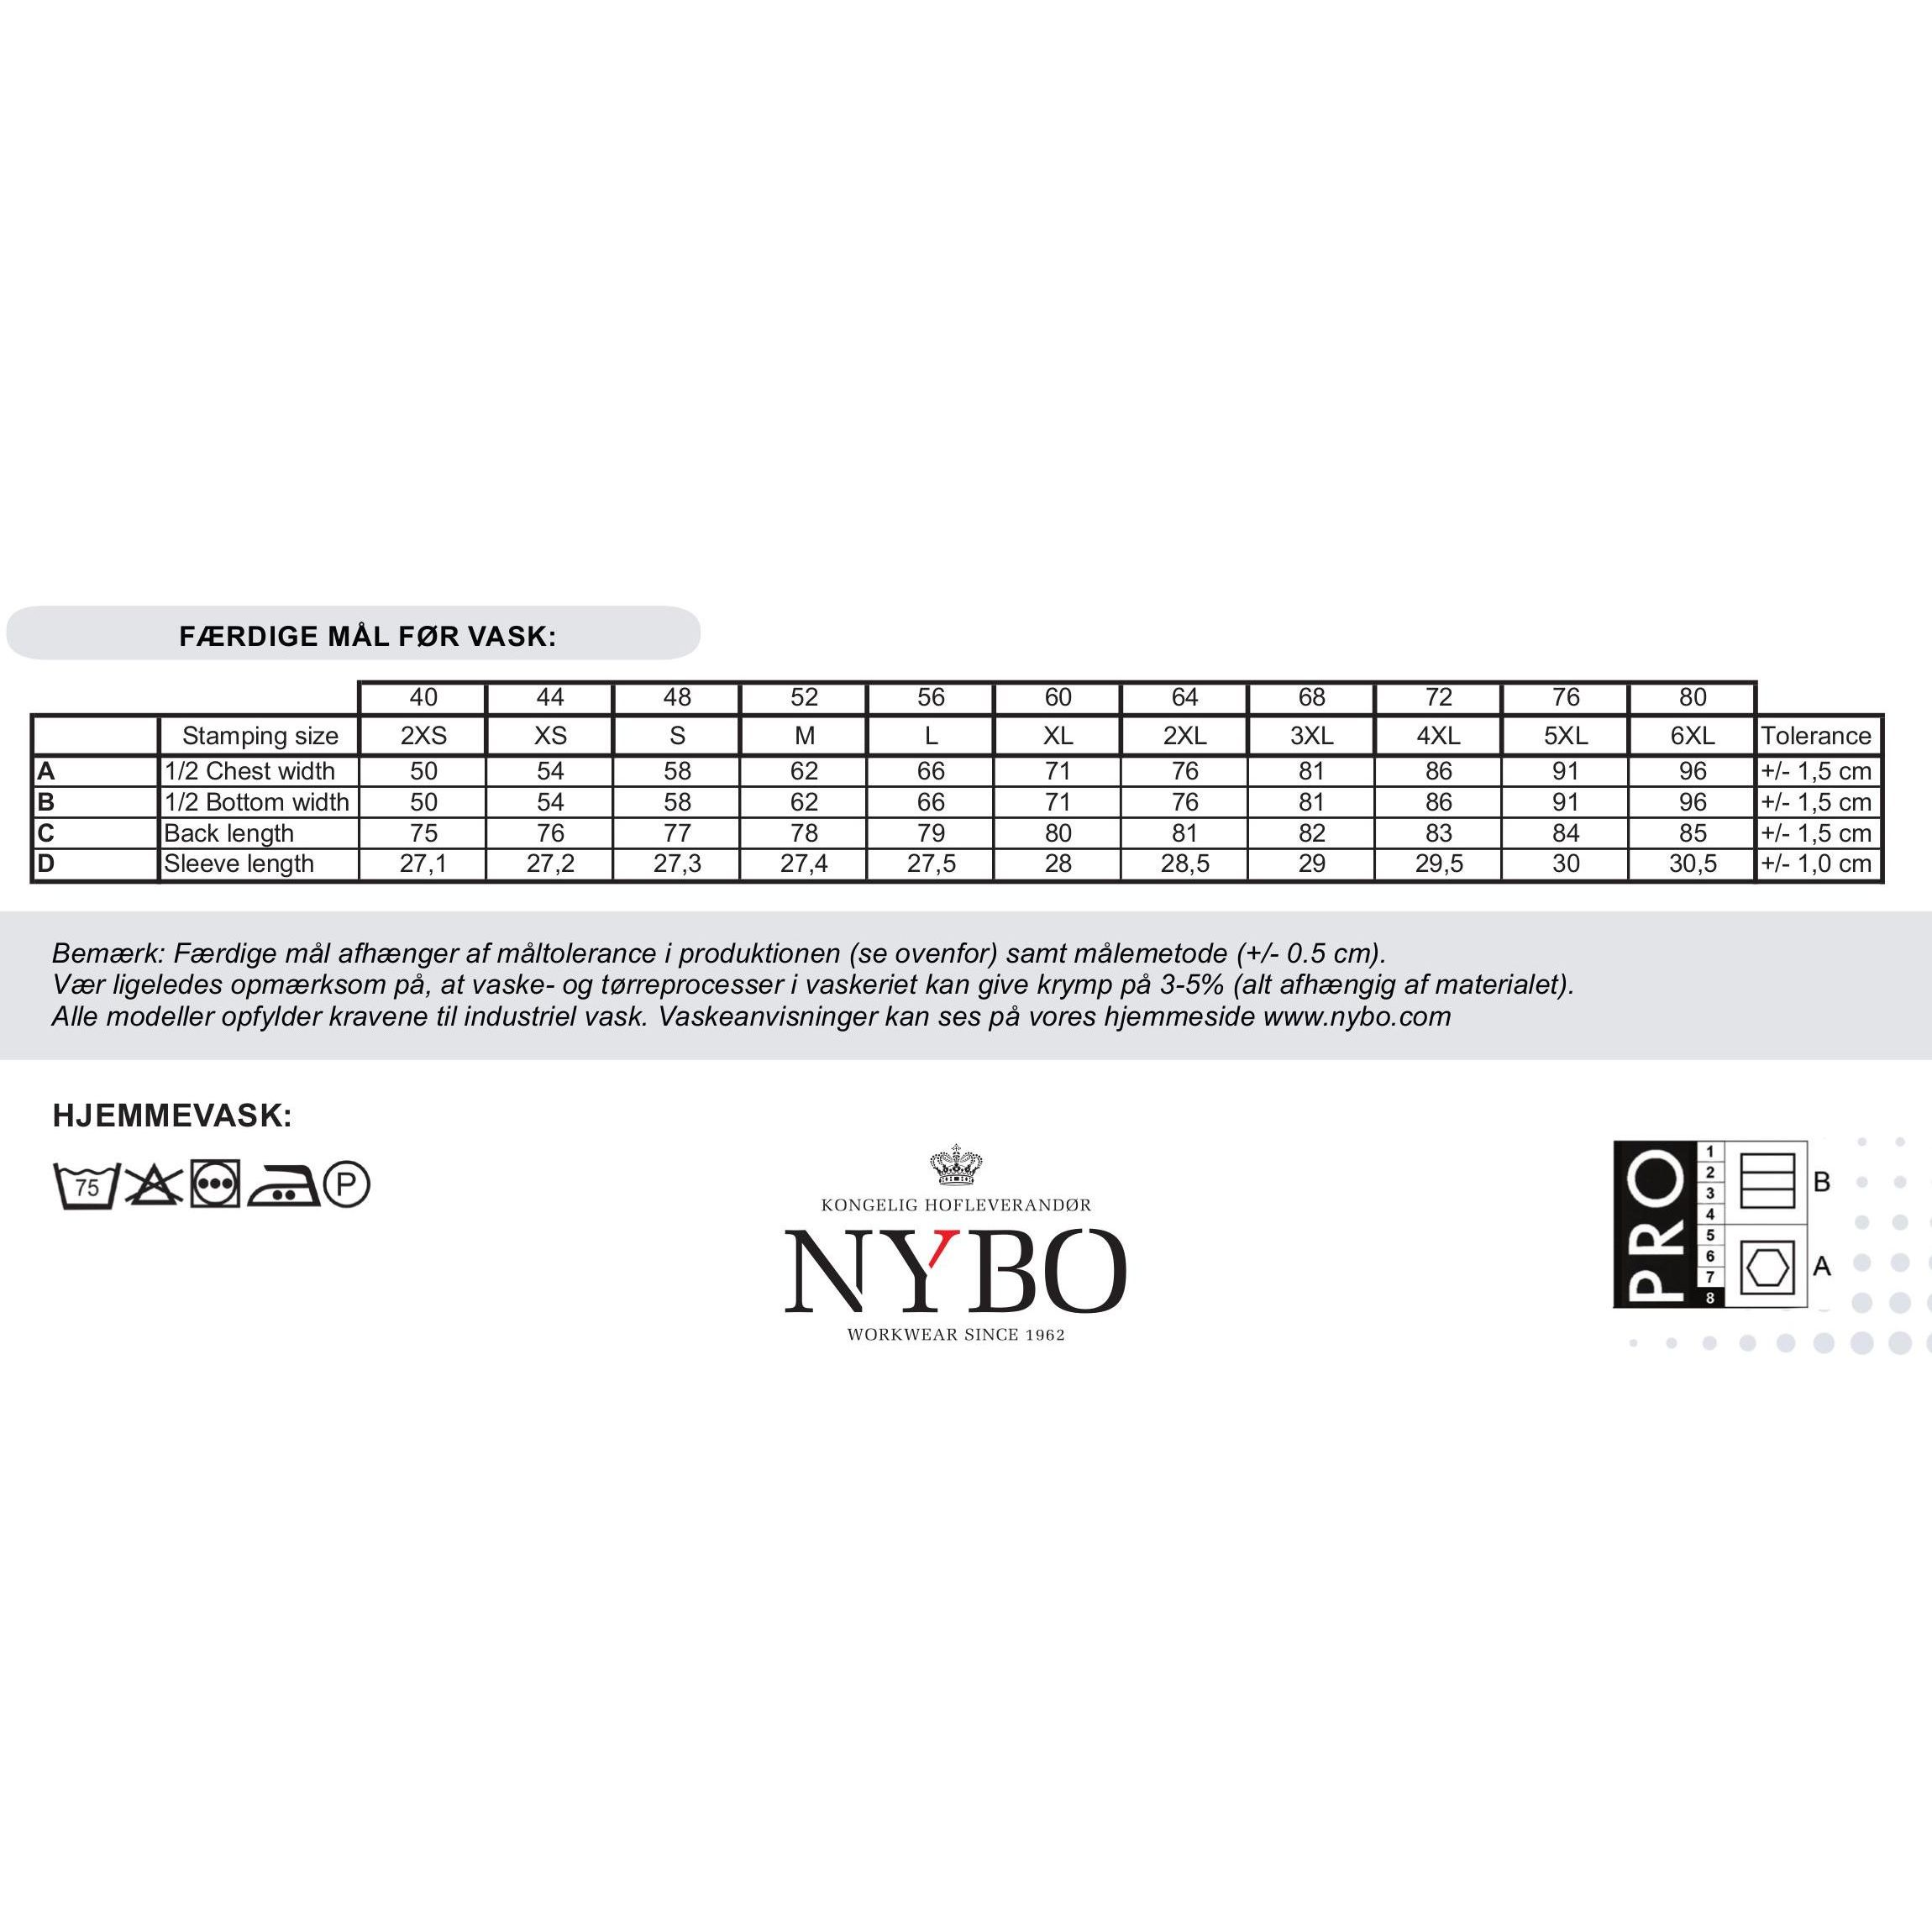 FÆRDIGE MÅL FØR VASK:
40 44 48 52 56 60 64 68 72 76 80
Stamping size 2XS XS S M L XL 2XL 3XL 4XL 5XL 6XL Tolerance
A 1/2 Chest width 50 54 58 62 66 71 76 81 86 91 96 +/- 1,5 cm
B 1/2 Bottom width 50 54 58 62 66 71 76 81 86 91 96 +/- 1,5 cm
C Back length 75 76 77 78 79 80 81 82 83 84 85 +/- 1,5 cm
D Sleeve length 27,1 27,2 27,3 27,4 27,5 28 28,5 29 29,5 30 30,5 +/- 1,0 cm
Bemærk: Færdige mål afhænger af måltolerance i produktionen (se ovenfor) samt målemetode (+/- 0.5 cm).
Vær ligeledes opmærksom på, at vaske- og tørreprocesser i vaskeriet kan give krymp på 3-5% (alt afhængig af materialet).
Alle modeller opfylder kravene til industriel vask. Vaskeanvisninger kan ses på vores hjemmeside www.nybo.com
HJEMMEVASK:
75 P
KONGELIG HOFLEVERANDØR
NYBO
WORKWEAR SINCE 1962
PRO
1
2
3
4
5
6
7
8
B
A